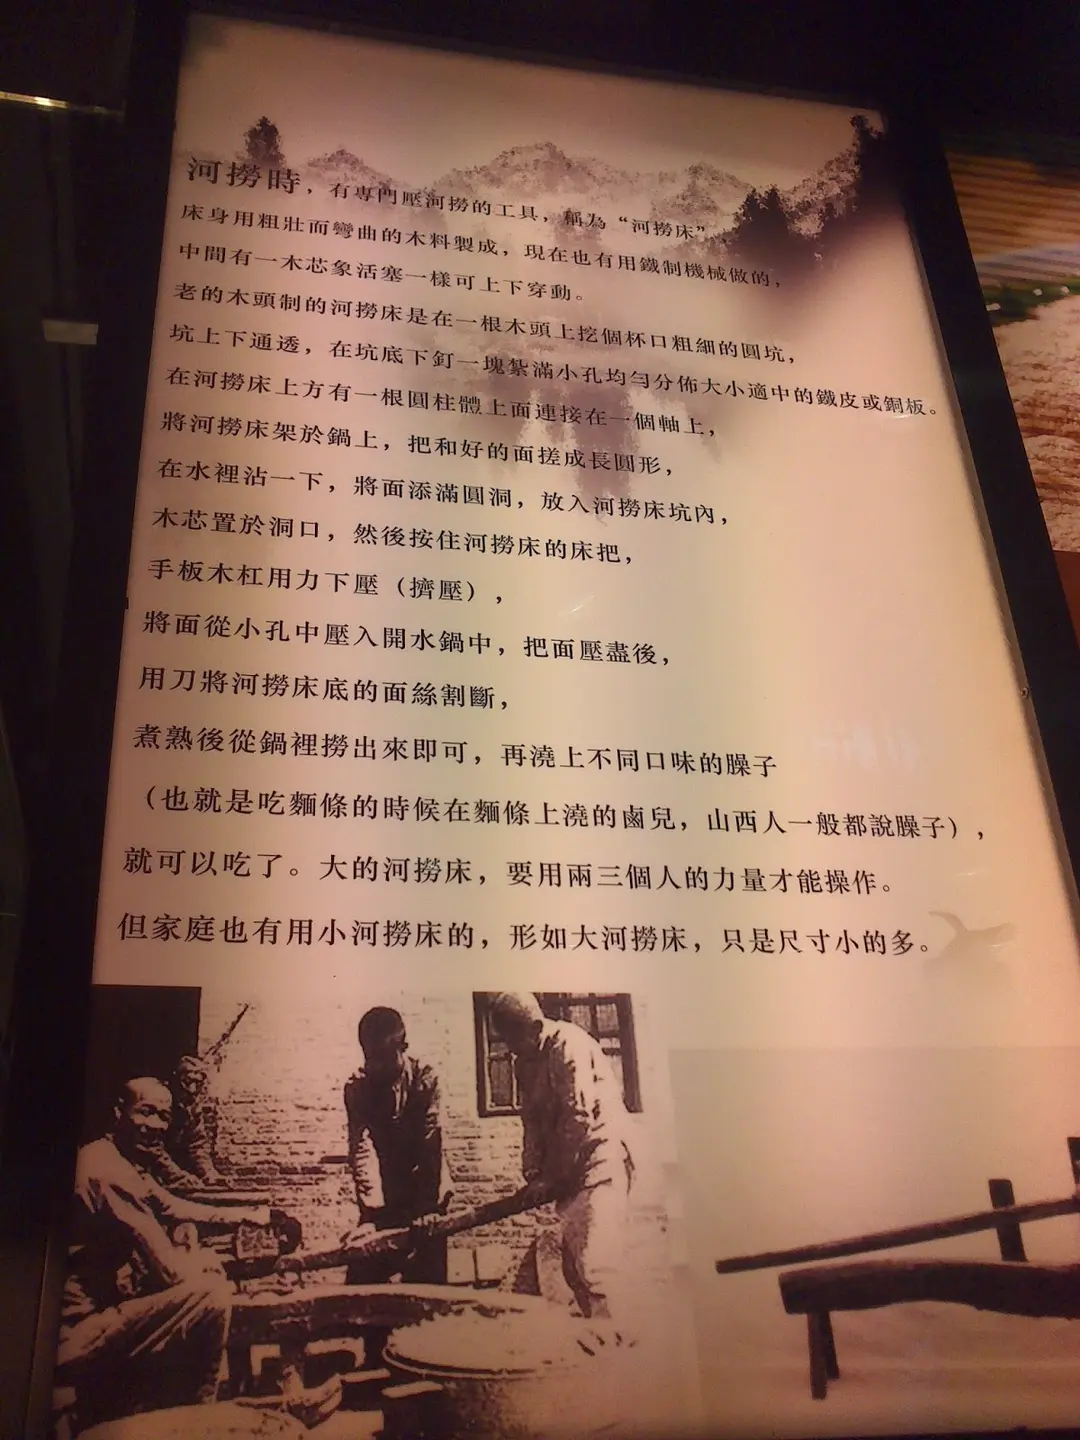 河撈時，有專門壓河撈的工具，稱為“河撈床”，
床身用粗壯而彎曲的木料製成，現在也有用鐵制機械做的，
中間有一木芯象活塞一樣可上下穿動。
老的木頭制的河撈床是在一根木頭上挖個杯口粗細的圓坑，
坑上下通透，在坑底下釘一塊紮滿小孔均勻分佈大小適中的鐵皮或銅板。
在河撈床上方有一根圓柱體上面連接在一個軸上，
將河撈床架於鍋上，把和好的面搓成長圓形，
在水裡沾一下，將面添滿圓洞，放入河撈床坑內，
木芯置於洞口，然後按住河撈床的床把，
手板木杠用力下壓（擠壓），
將面從小孔中壓入開水鍋中，把面壓盡後，
用刀將河撈床底的面絲割斷，
煮熟後從鍋裡撈出來即可，再澆上不同口味的臊子
（也就是吃麵條的時候在麵條上澆的鹵兒，山西人一般都說臊子），
就可以吃了。大的河撈床，要用兩三個人的力量才能操作。
但家庭也有用小河撈床的，形如大河撈床，只是尺寸小的多。